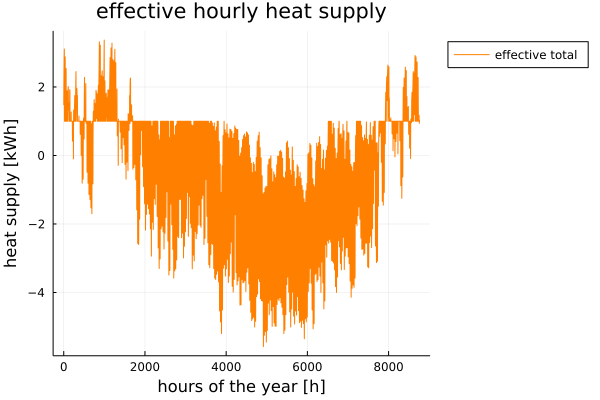 effective hourly heat supply
effective total
heat supply [kWh]
2
0
−2
−4
0 2000 4000 6000 8000
hours of the year [h]